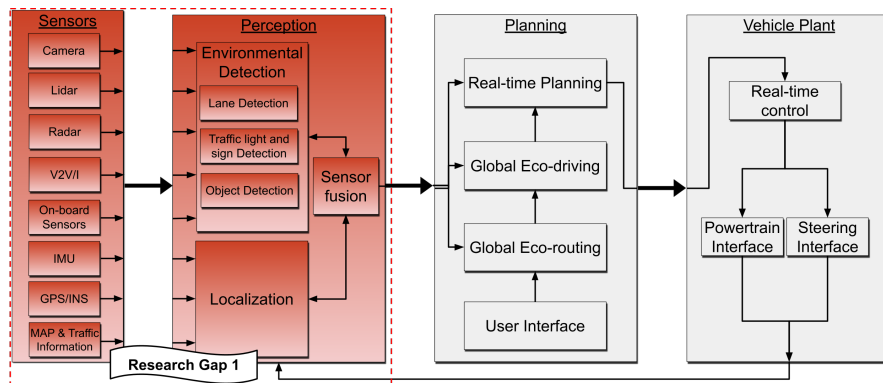 Sensors
Camera
Lidar
Radar
V2V/I
On-board
Sensors
IMU
GPS/INS
MAP & Traffic
Information
Perception
Environmental
Detection
Lane Detection
Traffic light and
sign Detection
Object Detection
Sensor
fusion
Localization
Research Gap 1
Planning
Real-time Planning
Global Eco-driving
Global Eco-routing
User Interface
Vehicle Plant
Real-time
control
Powertrain
Interface
Steering
Interface